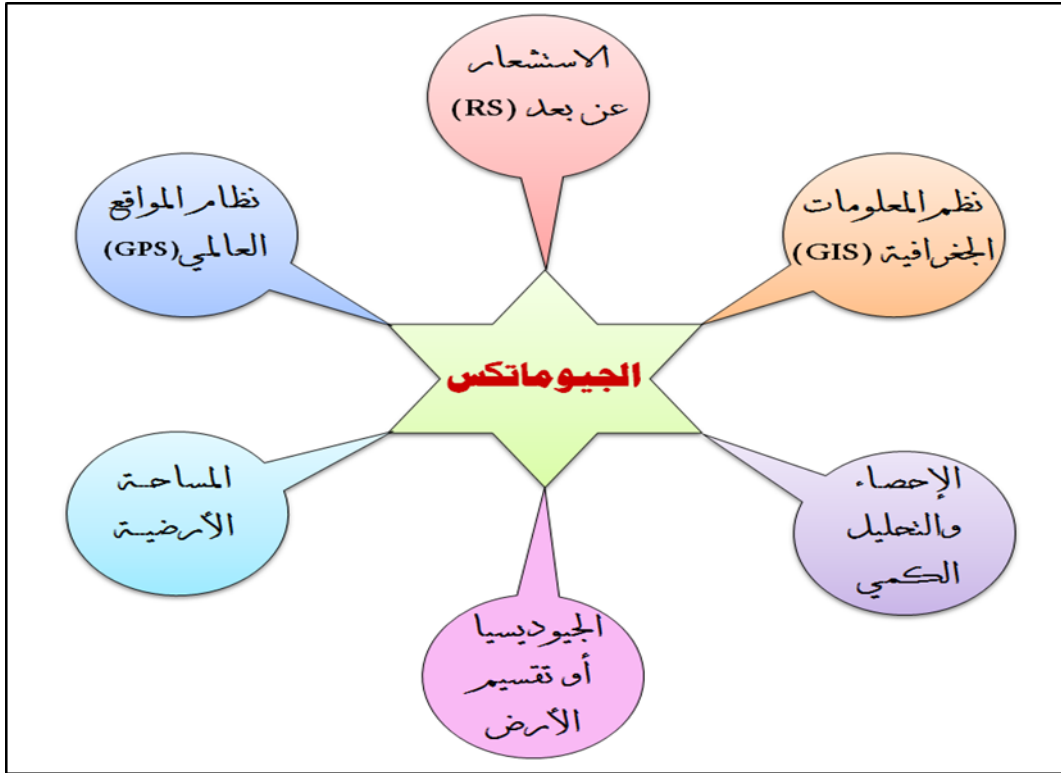 الاستشعار
عن بعد (RS)
نظم المعلومات
الجغرافية (GIS)
نظام المواقع
العالمي (GPS)
الجيوماتكس
الإحصاء
والتحليل
الكمي
المساحة
الأرضية
الجيوديسيا
أو تقسيم
الأرض